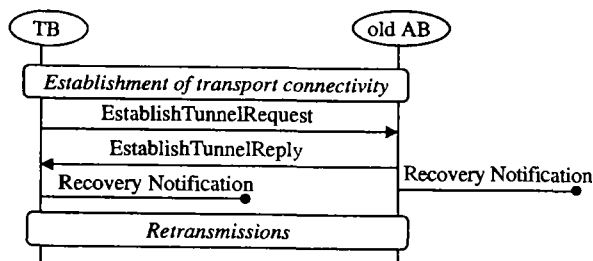 TB
old AB
Establishment of transport connectivity
EstablishTunnelRequest
EstablishTunnelReply
Recovery Notification
Recovery Notification
Retransmissions